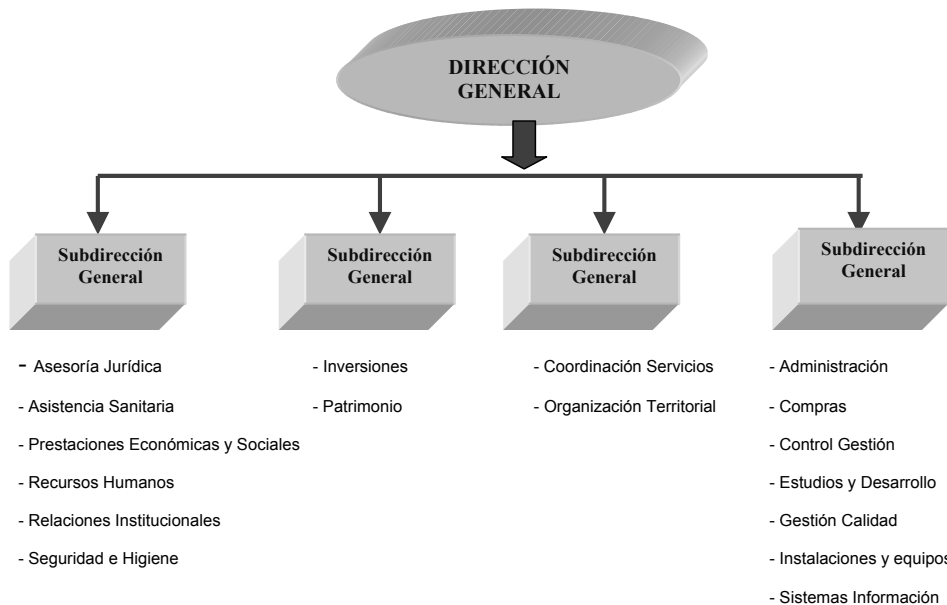 DIRECCIÓN
GENERAL
Subdirección
General
- Asesoría Jurídica
- Asistencia Sanitaria
- Prestaciones Económicas y Sociales
- Recursos Humanos
- Relaciones Institucionales
- Seguridad e Higiene
Subdirección
General
- Inversiones
- Patrimonio
Subdirección
General
- Coordinación Servicios
- Organización Territorial
Subdirección
General
- Administración
- Compras
- Control Gestión
- Estudios y Desarrollo
- Gestión Calidad
- Instalaciones y equipos
- Sistemas Información